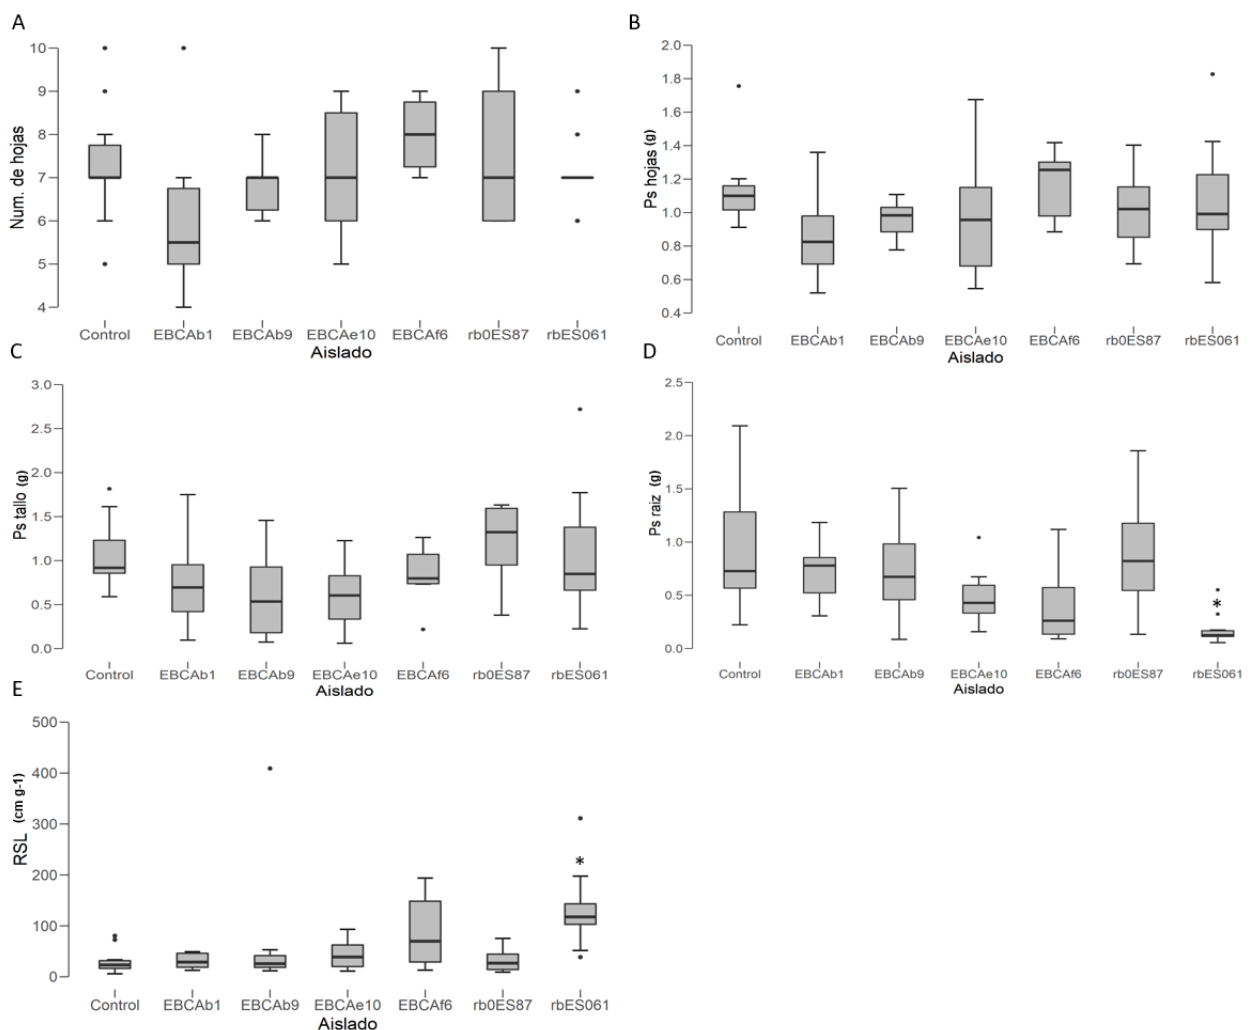 A
Num. de hojas
10
9
8
7
6
5
4
Control EBCAb1 EBCAb9 EBCAe10 EBCAf6 rb0ES87 rbES061
Aislado
B
Ps hojas (g)
2.0
1.8
1.6
1.4
1.2
1.0
0.8
0.6
0.4
Control EBCAb1 EBCAb9 EBCAe10 EBCAf6 rb0ES87 rbES061
Aislado
C
Ps tallo (g)
3.0
2.5
2.0
1.5
1.0
0.5
0.0
Control EBCAb1 EBCAb9 EBCAe10 EBCAf6 rb0ES87 rbES061
Aislado
D
Ps raiz (g)
2.5
2.0
1.5
1.0
0.5
0.0
*
Control EBCAb1 EBCAb9 EBCAe10 EBCAf6 rb0ES87 rbES061
Aislado
E
RSL (cm g-1)
500
400
300
200
100
0
*
Control EBCAb1 EBCAb9 EBCAe10 EBCAf6 rb0ES87 rbES061
Aislado